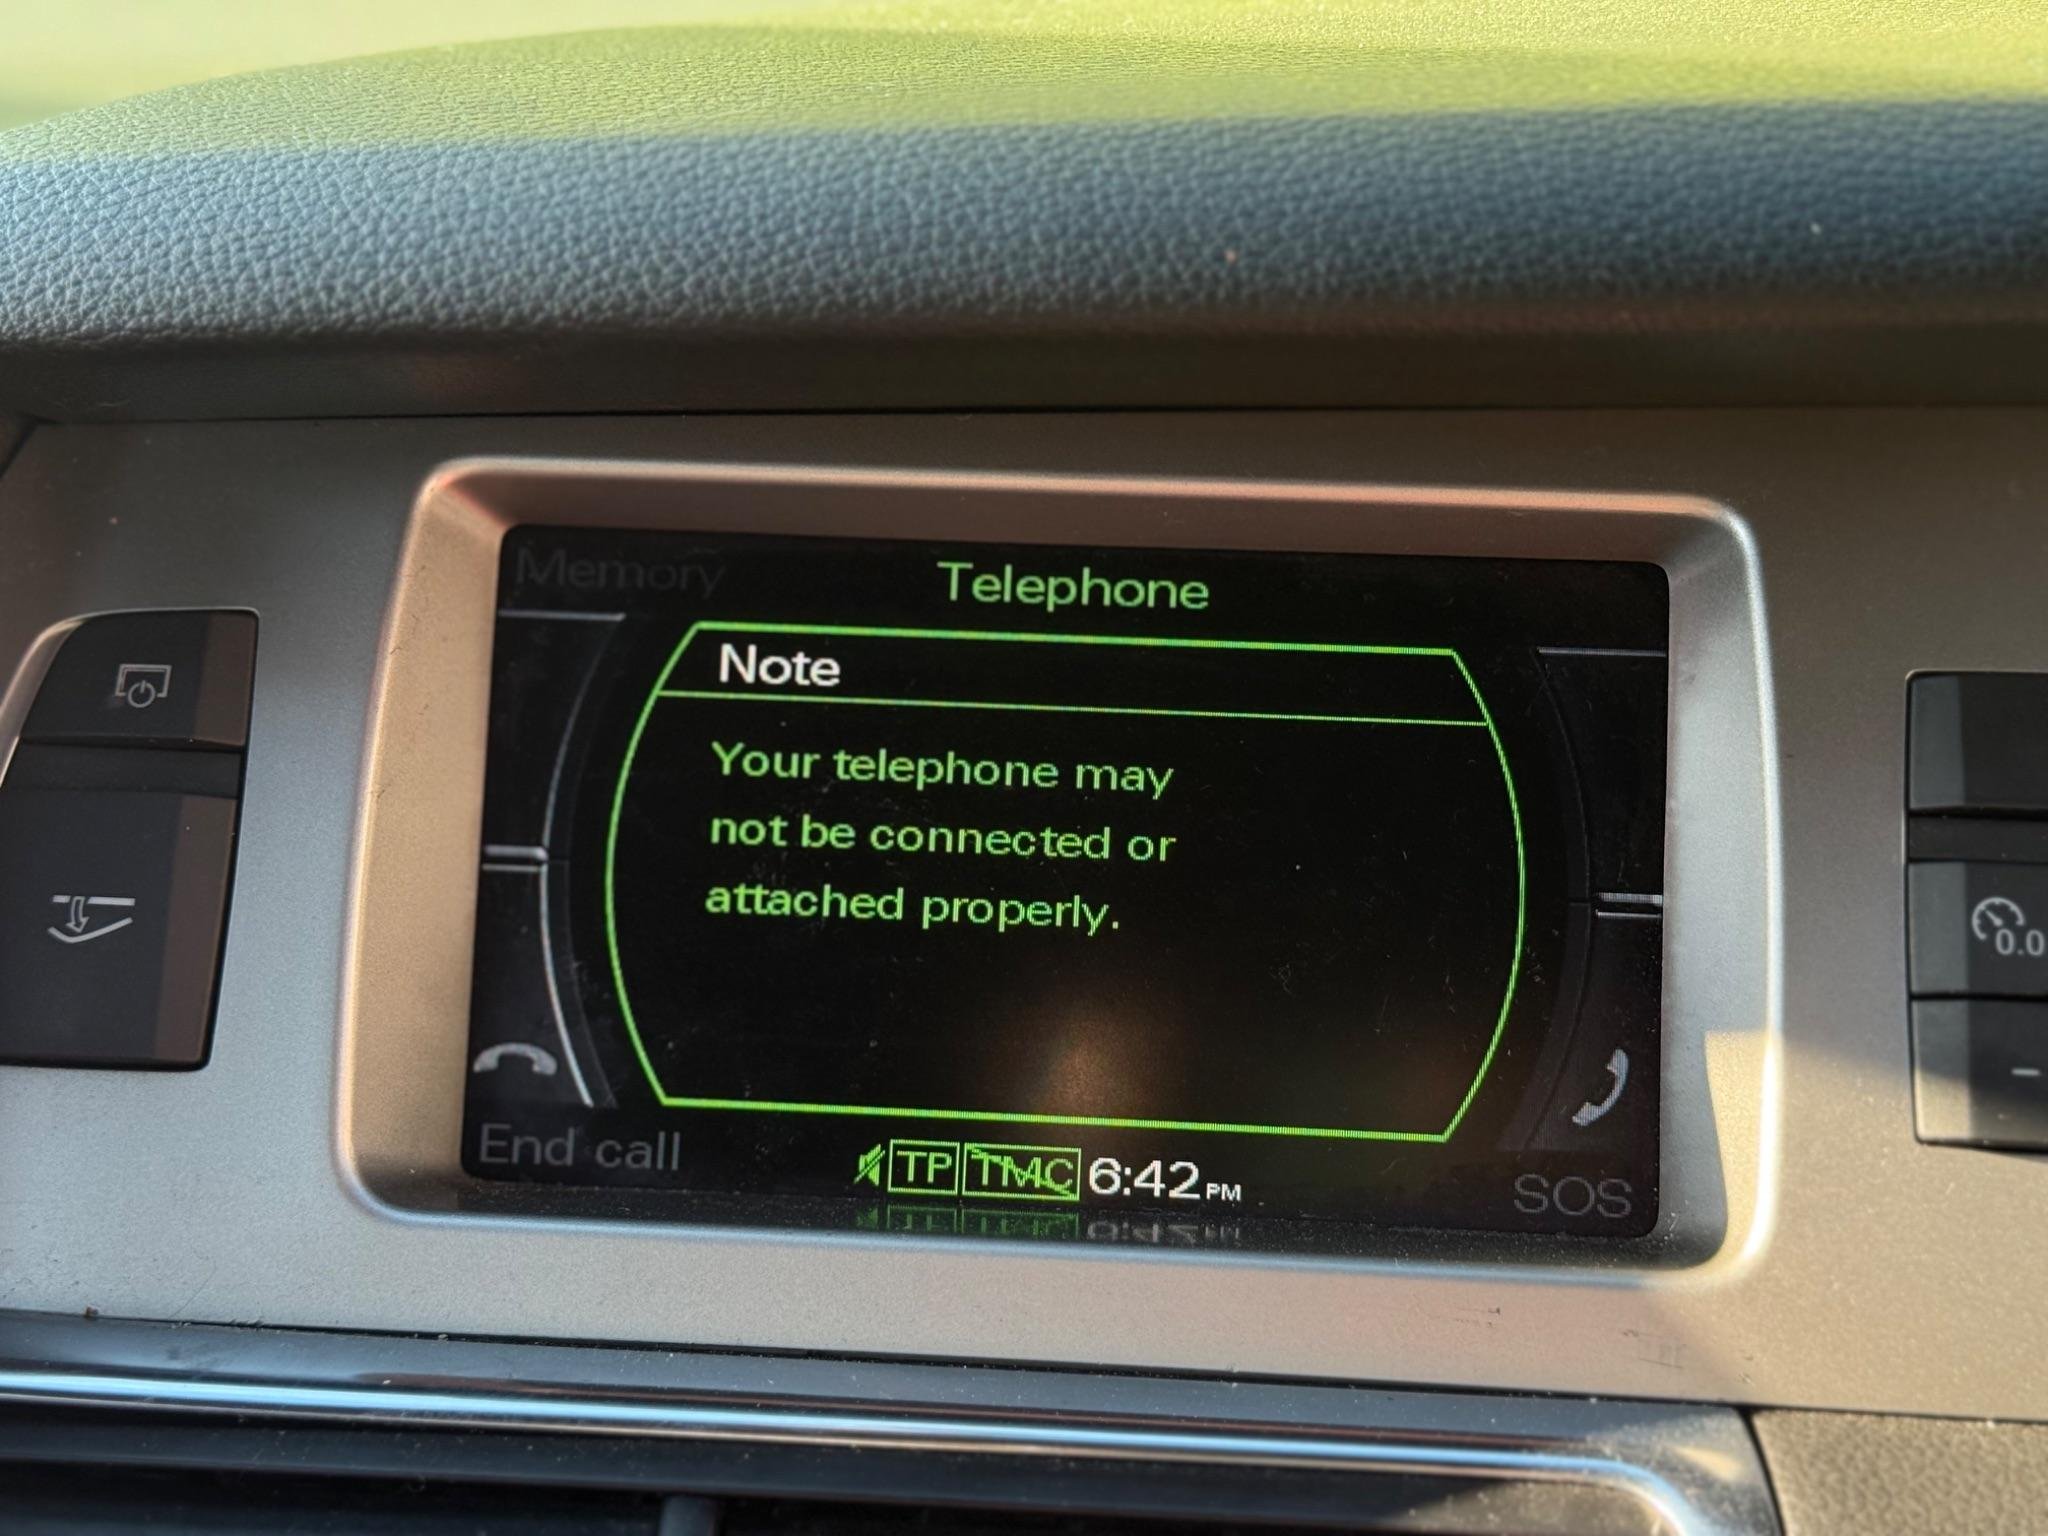 Memory
Telephone
Note
Your telephone may
not be connected or
attached properly.
End call
TP TMC 6:42 PM
SOS
0.0